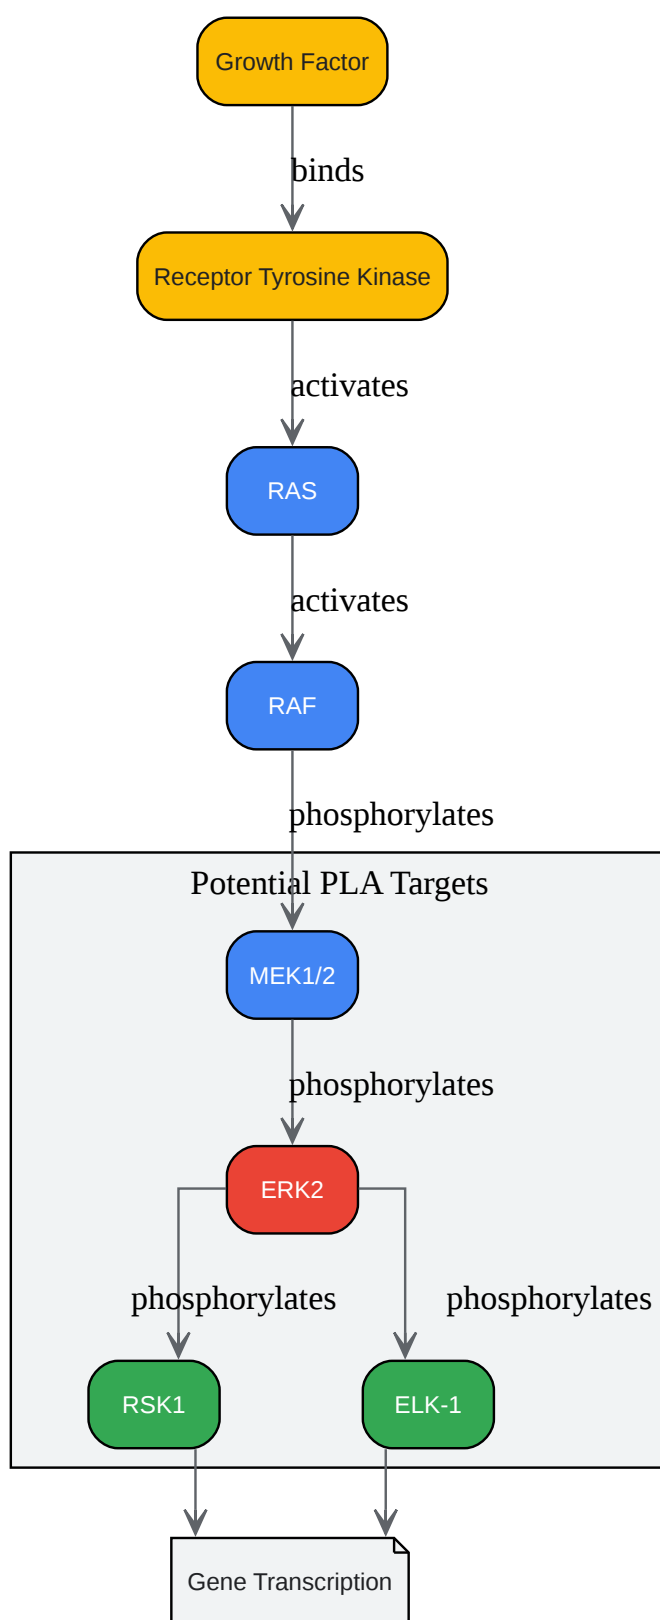 Growth Factor
binds
Receptor Tyrosine Kinase
activates
RAS
activates
RAF
phosphorylates
Potential PLA Targets
MEK1/2
phosphorylates
ERK2
phosphorylates
phosphorylates
RSK1
ELK-1
Gene Transcription